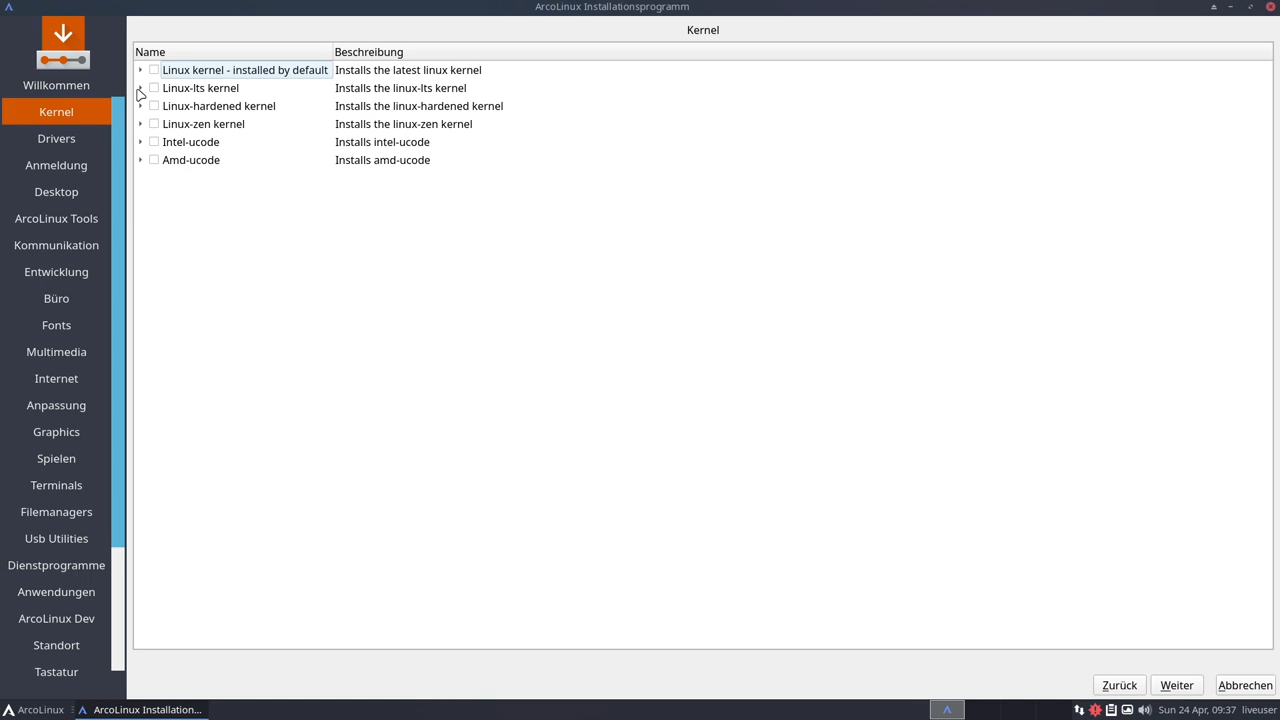 ArcoLinux Installationsprogramm
Kernel
Name Beschreibung
Linux kernel - installed by default Installs the latest linux kernel
Linux-lts kernel Installs the linux-lts kernel
Linux-hardened kernel Installs the linux-hardened kernel
Linux-zen kernel Installs the linux-zen kernel
Intel-ucode Installs intel-ucode
Amd-ucode Installs amd-ucode
Willkommen
Kernel
Drivers
Anmeldung
Desktop
ArcoLinux Tools
Kommunikation
Entwicklung
Büro
Fonts
Multimedia
Internet
Anpassung
Graphics
Spielen
Terminals
Filemanagers
Usb Utilities
Dienstprogramme
Anwendungen
ArcoLinux Dev
Standort
Tastatur
Zurück Weiter Abbrechen
ArcoLinux ArcoLinux Installation... Sun 24 Apr, 09:37 liveuser